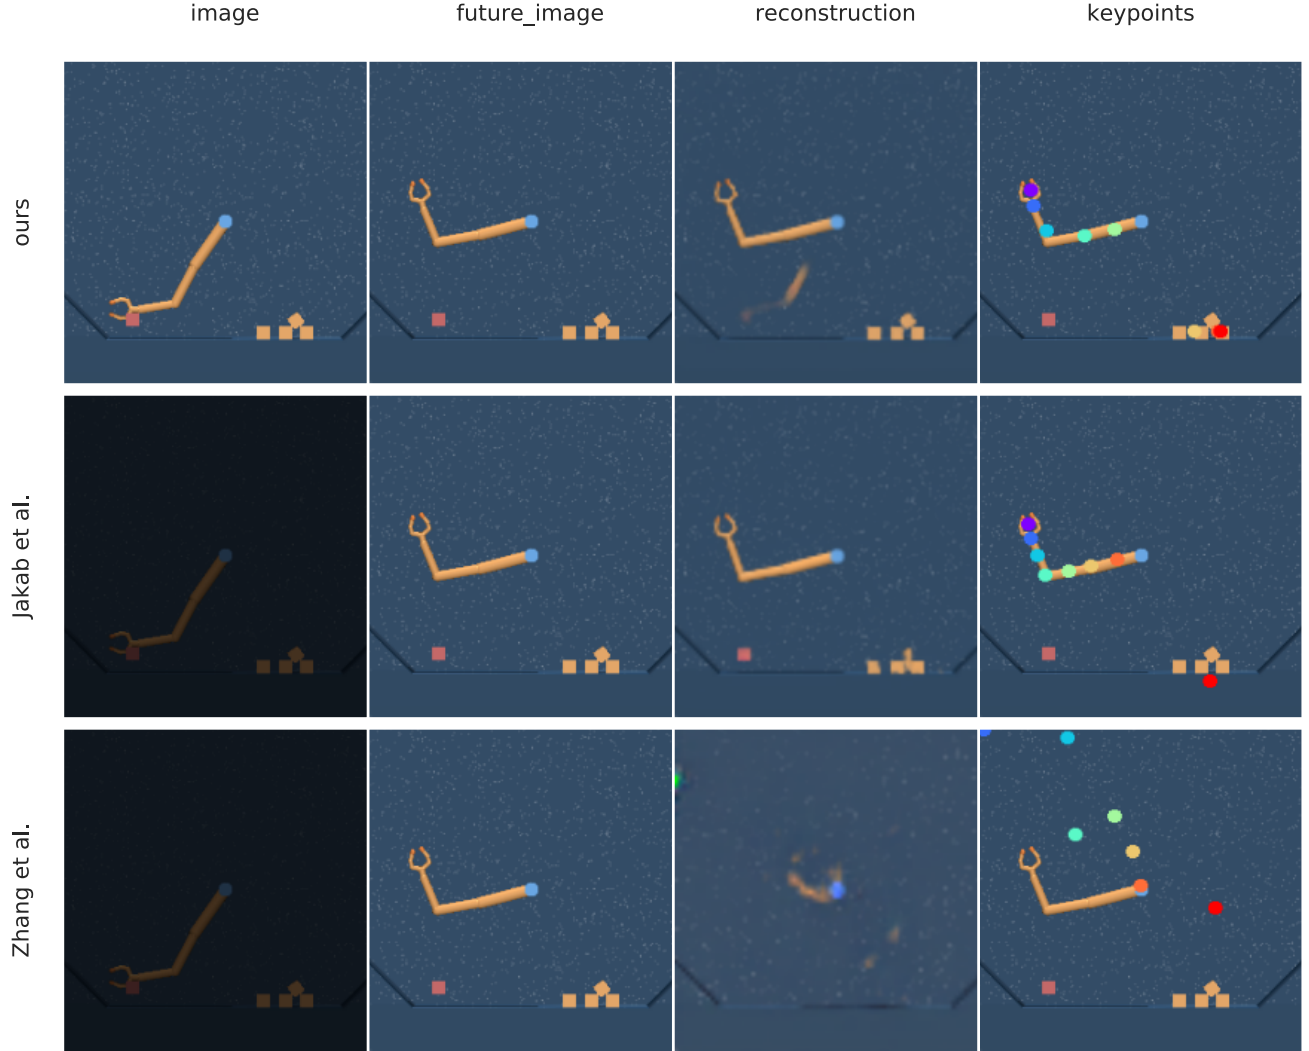 image
future_image
reconstruction
keypoints
ours
Jakab et al.
Zhang et al.